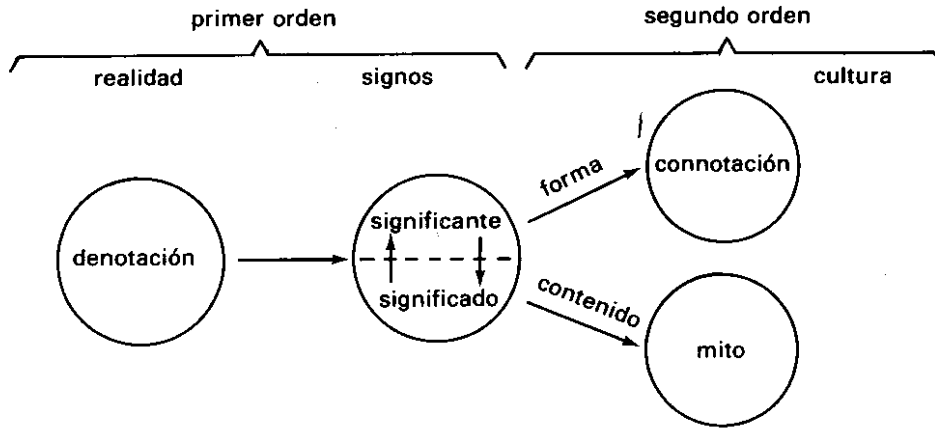 primer orden
segundo orden
realidad
signos
cultura
denotación
significante
significado
forma
contenido
connotación
mito